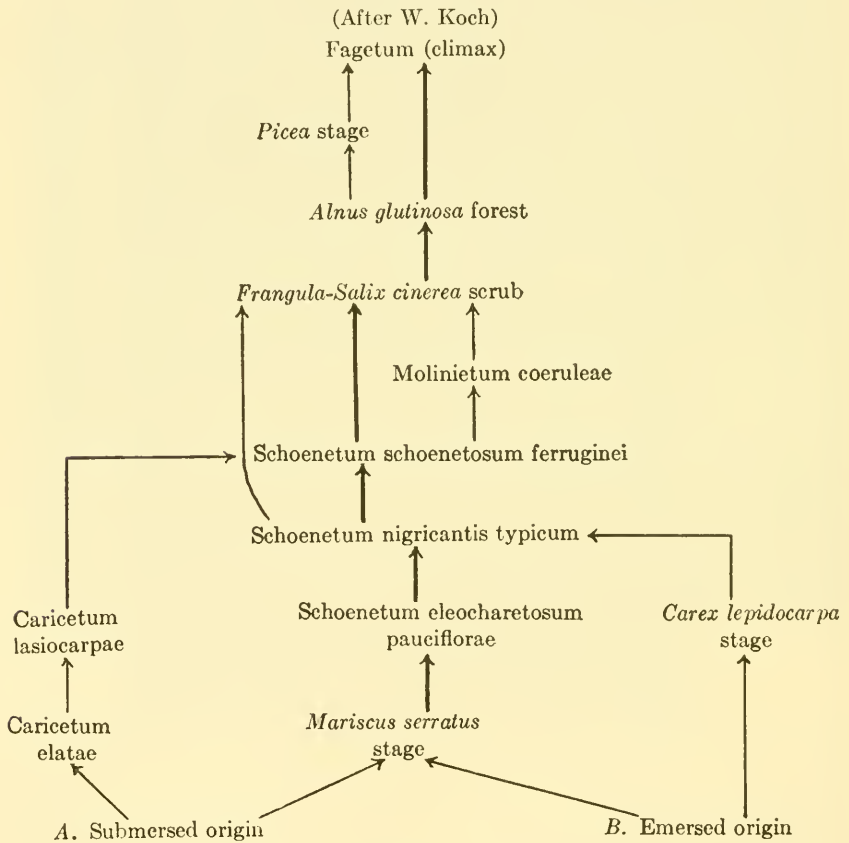 (After W. Koch)
Fagetum (climax)
Picea stage
Alnus glutinosa forest
Frangula-Salix cinerea scrub
Molinietum coeruleae
Schoenetum schoenetosum ferruginei
Schoenetum nigricantis typicum
Caricetum
lasiocarpae
Schoenetum eleocharetosum
pauciflorae
Carex lepidocarpa
stage
Caricetum
elatae
Mariscus serratus
stage
A. Submersed origin
B. Emersed origin